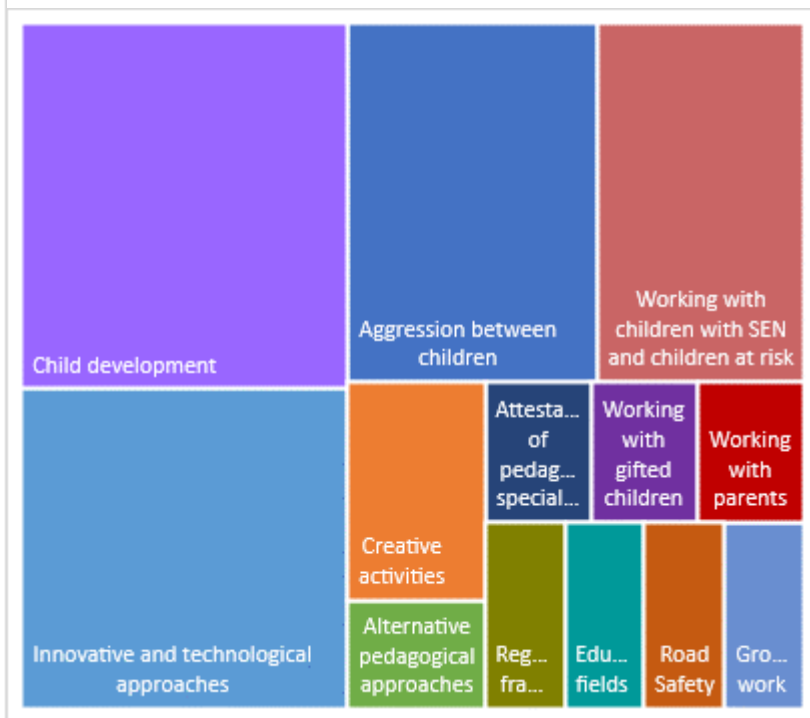 Child development
Aggression between
children
Working with
children with SEN
and children at risk
Innovative and technological
approaches
Creative
activities
Alternative
pedagogical
approaches
Attesta...
of
pedag...
special...
Working
with
gifted
children
Working
with
parents
Reg...
fra...
Edu...
fields
Road
Safety
Gro...
work